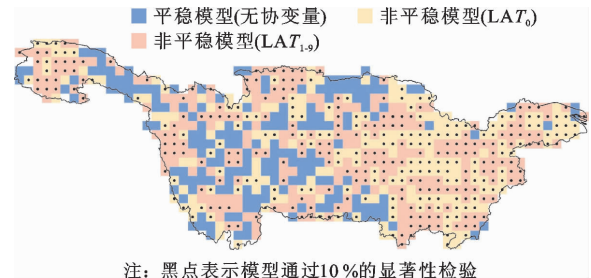 平稳模型(无协变量) 非平稳模型(LAT₀)
非平稳模型(LAT₁₋₉)
注：黑点表示模型通过10%的显著性检验